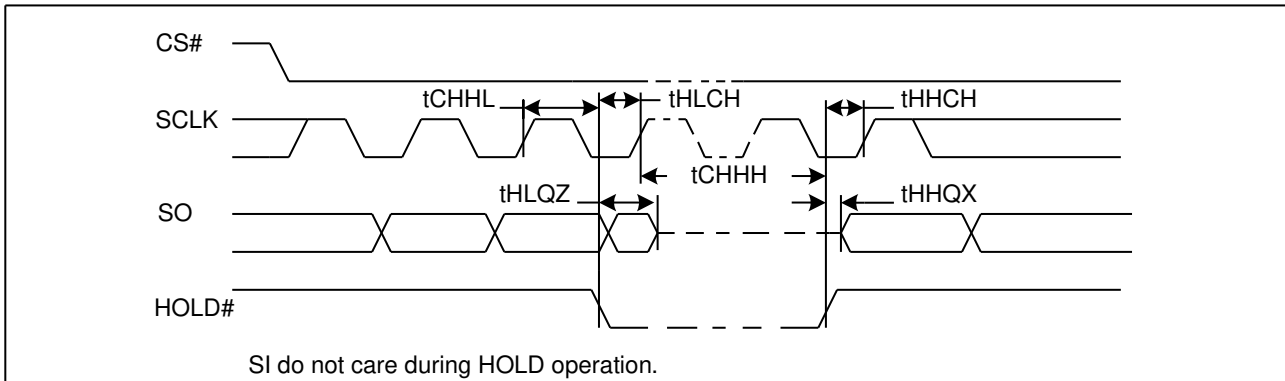 CS#
tCHHL
tHLCH
tHHCH
SCLK
tCHHH
tHLQZ
tHHQX
SO
HOLD#
SI do not care during HOLD operation.